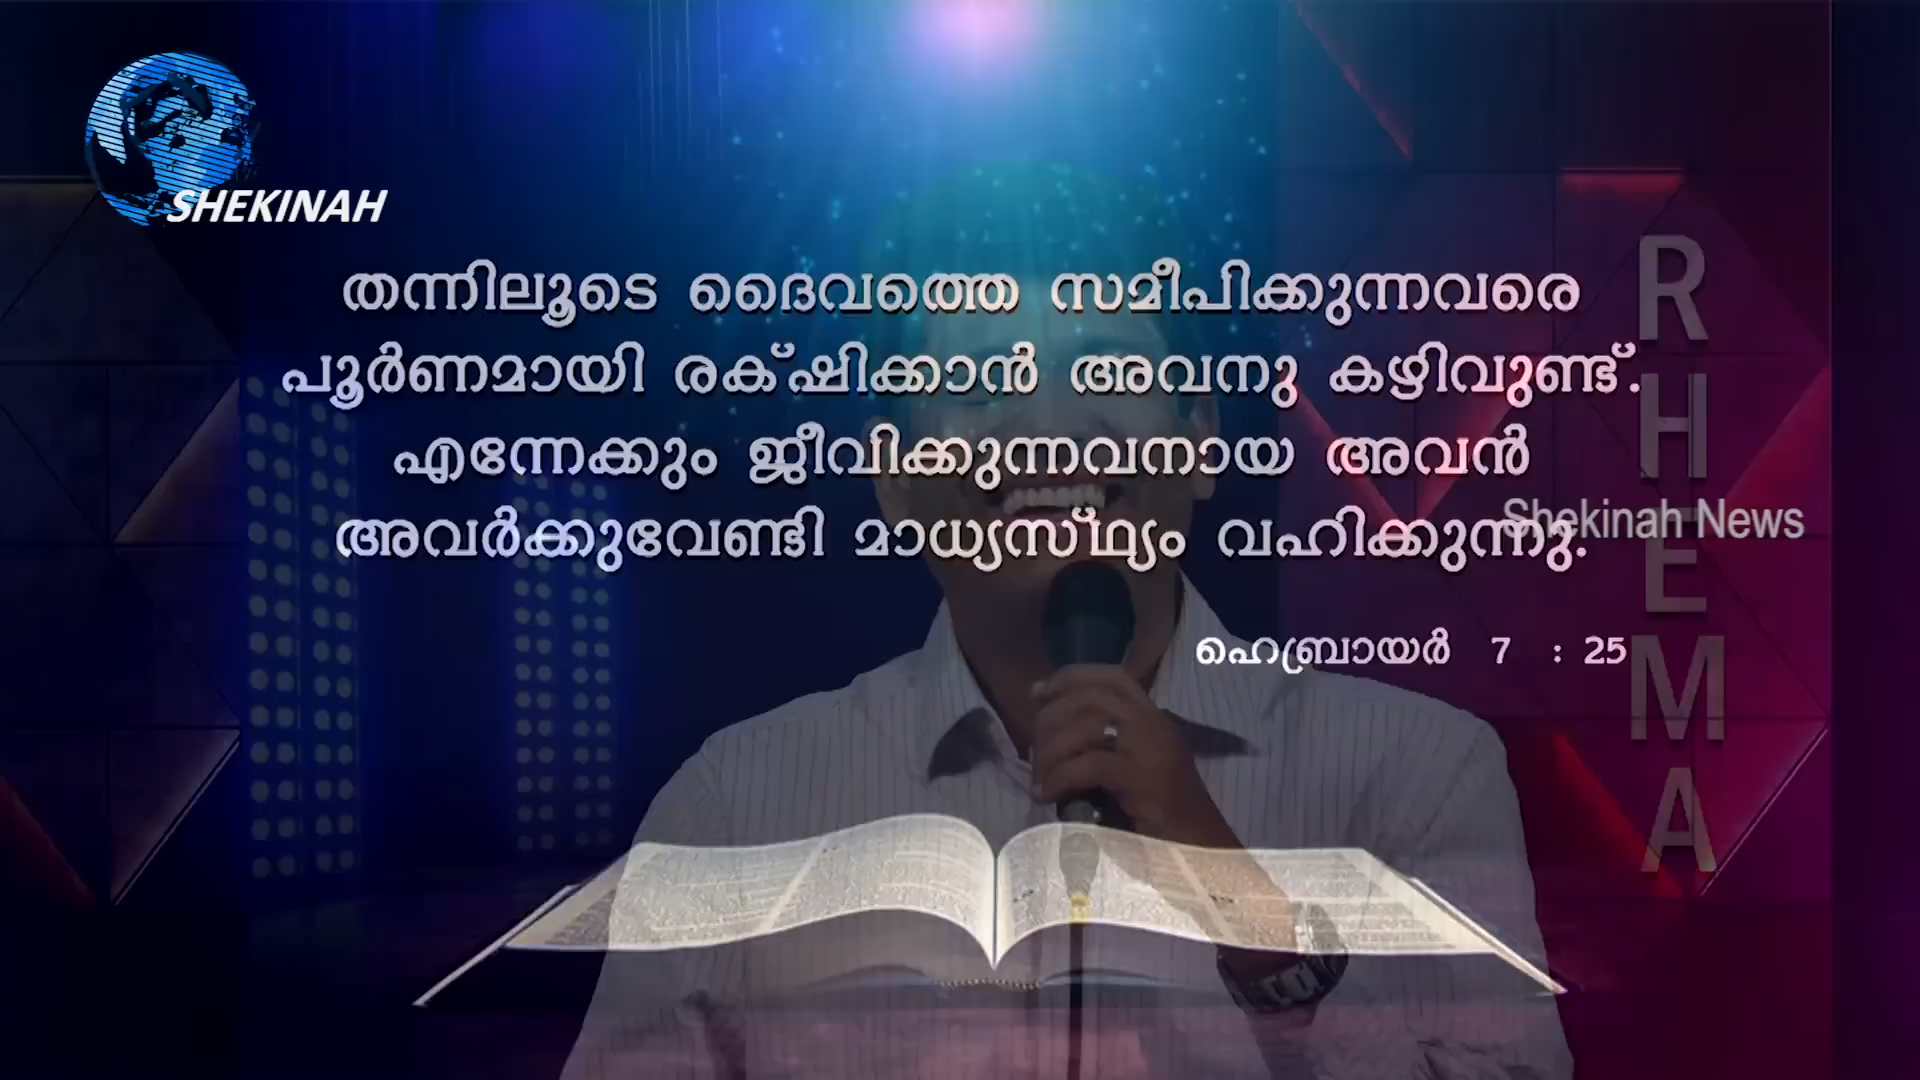 SHEKINAH
തന്നിലൂടെ ദൈവത്തെ സമീപിക്കുന്നവരെ
പൂർണമായി രക്‌ഷിക്കാൻ അവനു കഴിവുണ്ട്.
എന്നേക്കും ജീവിക്കുന്നവനായ അവൻ
അവർക്കുവേണ്ടി മാധ്യസ്‌ഥ്യം വഹിക്കുന്നു.
ഹെബ്രായർ 7 : 25
Shekinah News
RHEMA